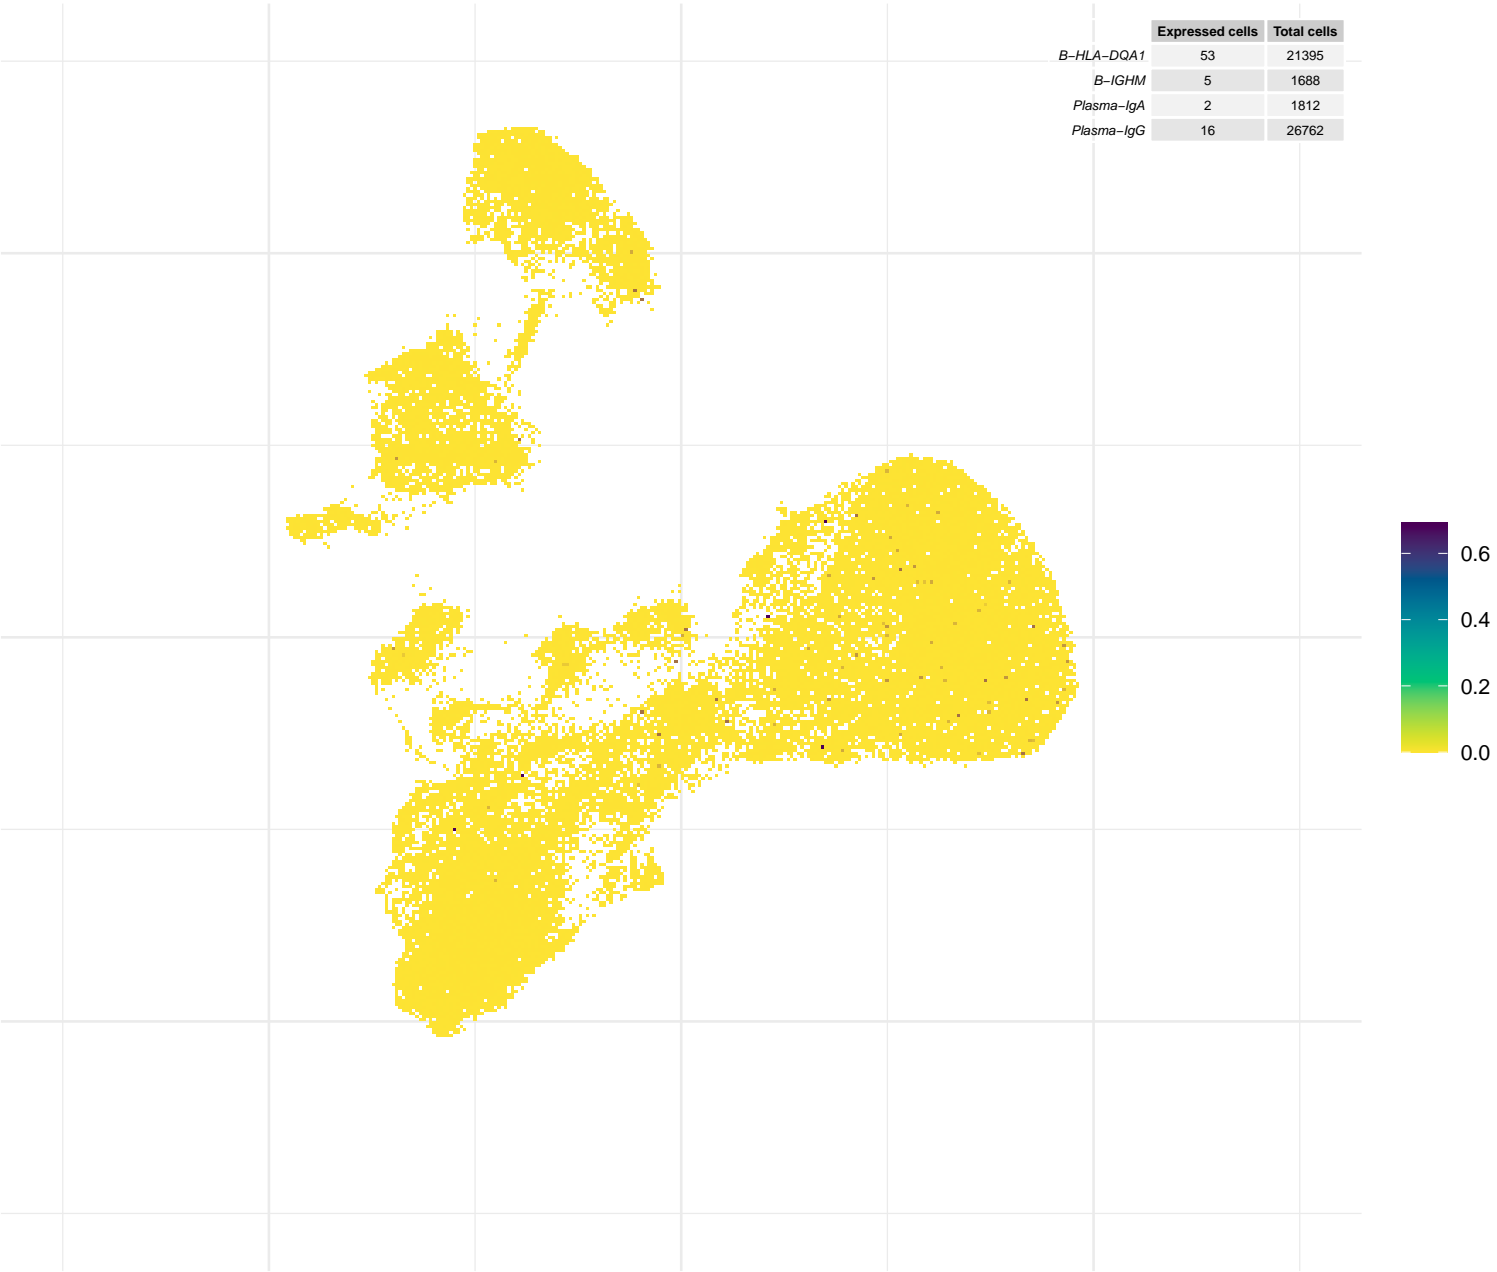 Expressed cells Total cells
B−HLA−DQA1 53 21395
B−IGHM 5 1688
Plasma−IgA 2 1812
Plasma−IgG 16 26762
0.6
0.4
0.2
0.0